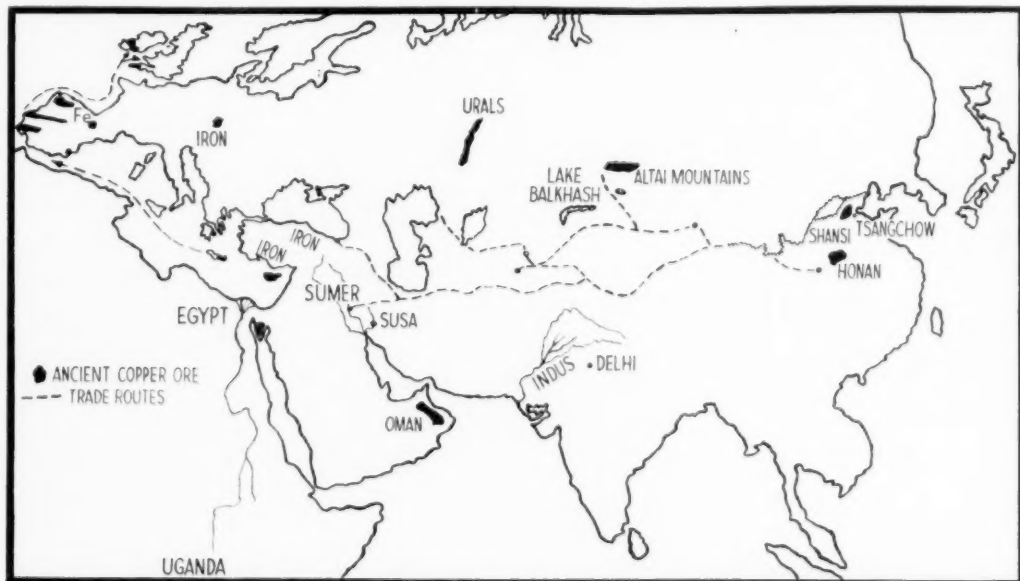 URALS
Fe
IRON
LAKE
BALKHASH
ALTAI MOUNTAINS
SHANSI
TSANGCHOW
HONAN
IRON
IRON
SUMER
SUSA
EGYPT
INDUS
DELHI
ANCIENT COPPER ORE
TRADE ROUTES
OMAN
UGANDA